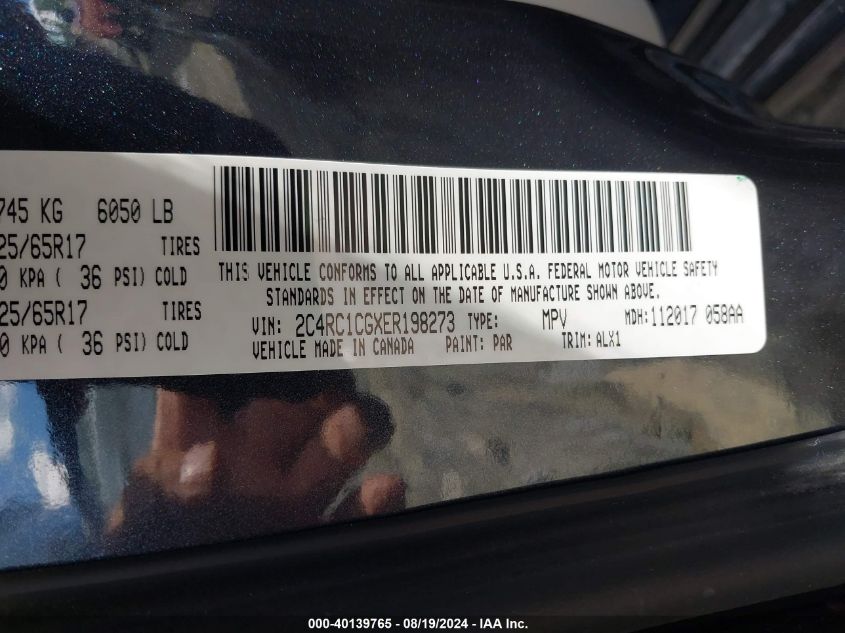 745 KG 6050 LB
25/65R17 TIRES
0 KPA ( 36 PSI) COLD
25/65R17 TIRES
0 KPA ( 36 PSI) COLD
THIS VEHICLE CONFORMS TO ALL APPLICABLE U.S.A. FEDERAL MOTOR VEHICLE SAFETY
STANDARDS IN EFFECT ON THE DATE OF MANUFACTURE SHOWN ABOVE.
VIN: 2C4RC1CGXER198273 TYPE: MPV MDH: 112017 058AA
VEHICLE MADE IN CANADA PAINT: PAR TRIM: ALX1
000-40139765 - 08/19/2024 - IAA Inc.